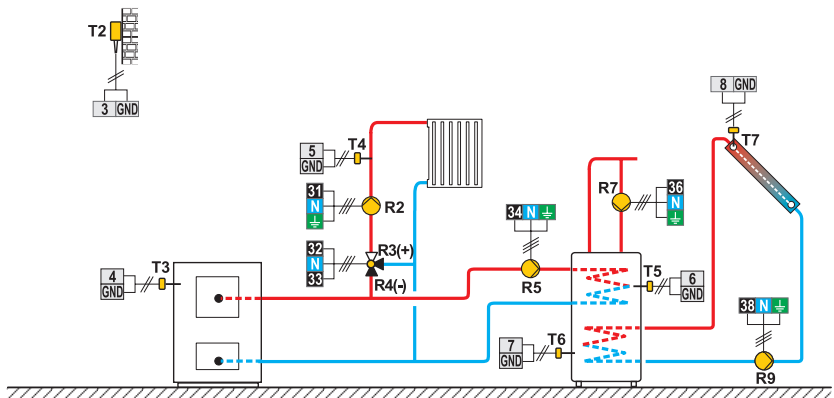 T2
3 GND
8 GND
T7
5
GND
T4
31
N
R2
R7
36
N
34 N
32
N
33
R3(+)
R4(-)
T3
4
GND
R5
T5
6
GND
38 N
7
GND
T6
R9